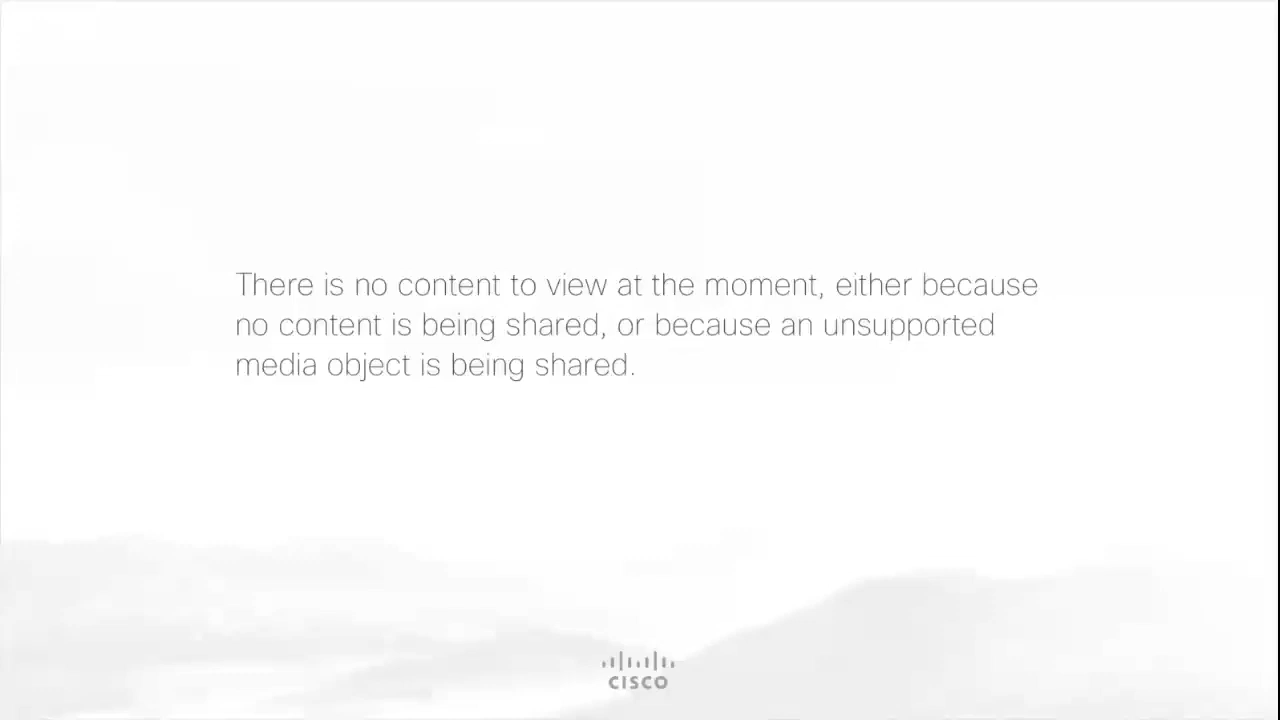 There is no content to view at the moment, either because
no content is being shared, or because an unsupported
media object is being shared.
CISCO